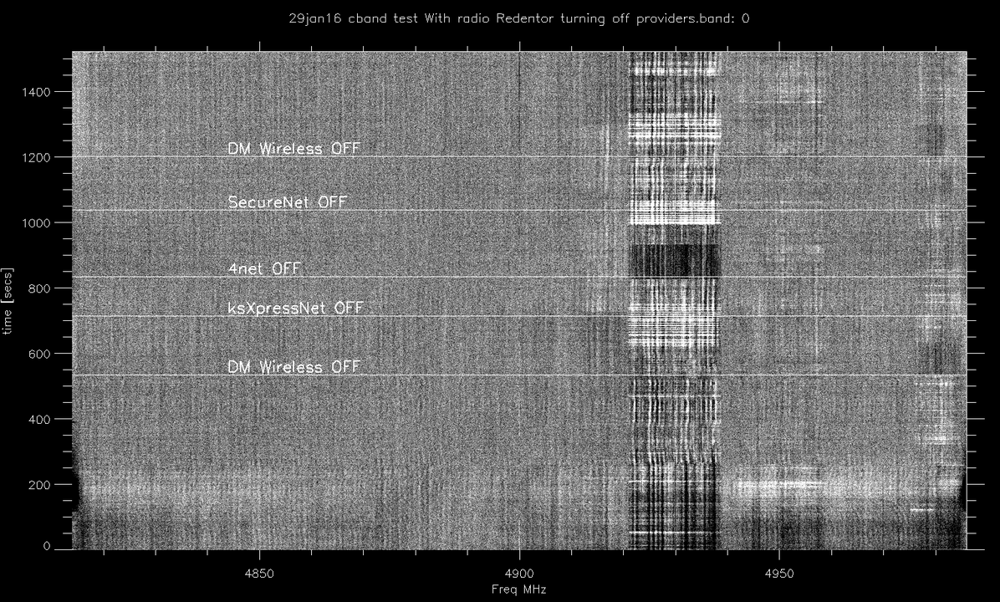 29jan16 cband test With radio Redentor turning off providers.band: 0
1400
DM Wireless OFF
1200
SecureNet OFF
1000
4net OFF
800
ksXpressNet OFF
600
DM Wireless OFF
400
200
0
time [secs]
4850 4900 4950
Freq MHz